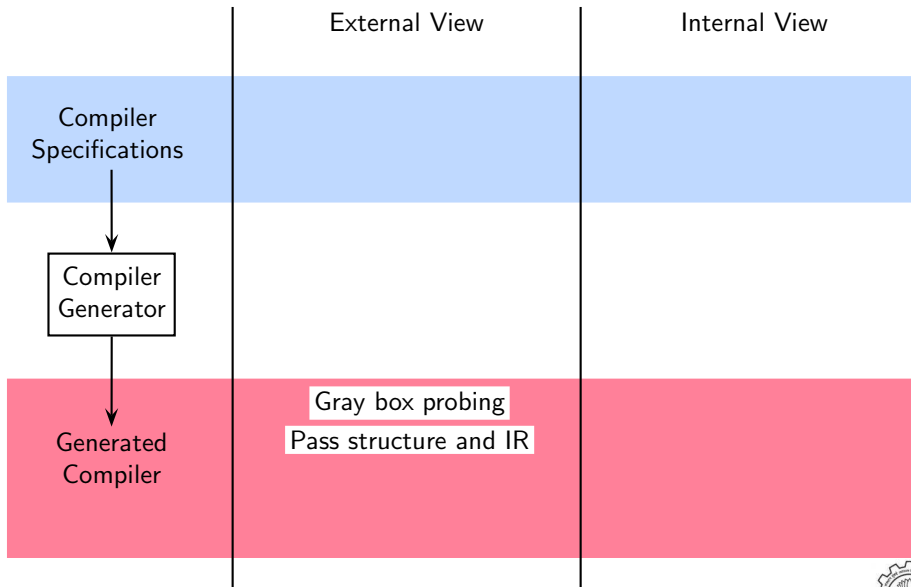 External View
Internal View
Compiler
Specifications
Compiler
Generator
Gray box probing
Pass structure and IR
Generated
Compiler